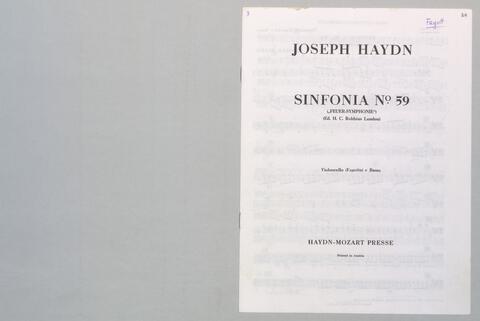 Fagott
JOSEPH HAYDN
SINFONIA Nº 59
(„FEUER-SYMPHONIE“)
(Ed. H. C. Robbins Landon)
Violoncello (Fagotto) e Basso
HAYDN-MOZART PRESSE
Printed in Austria